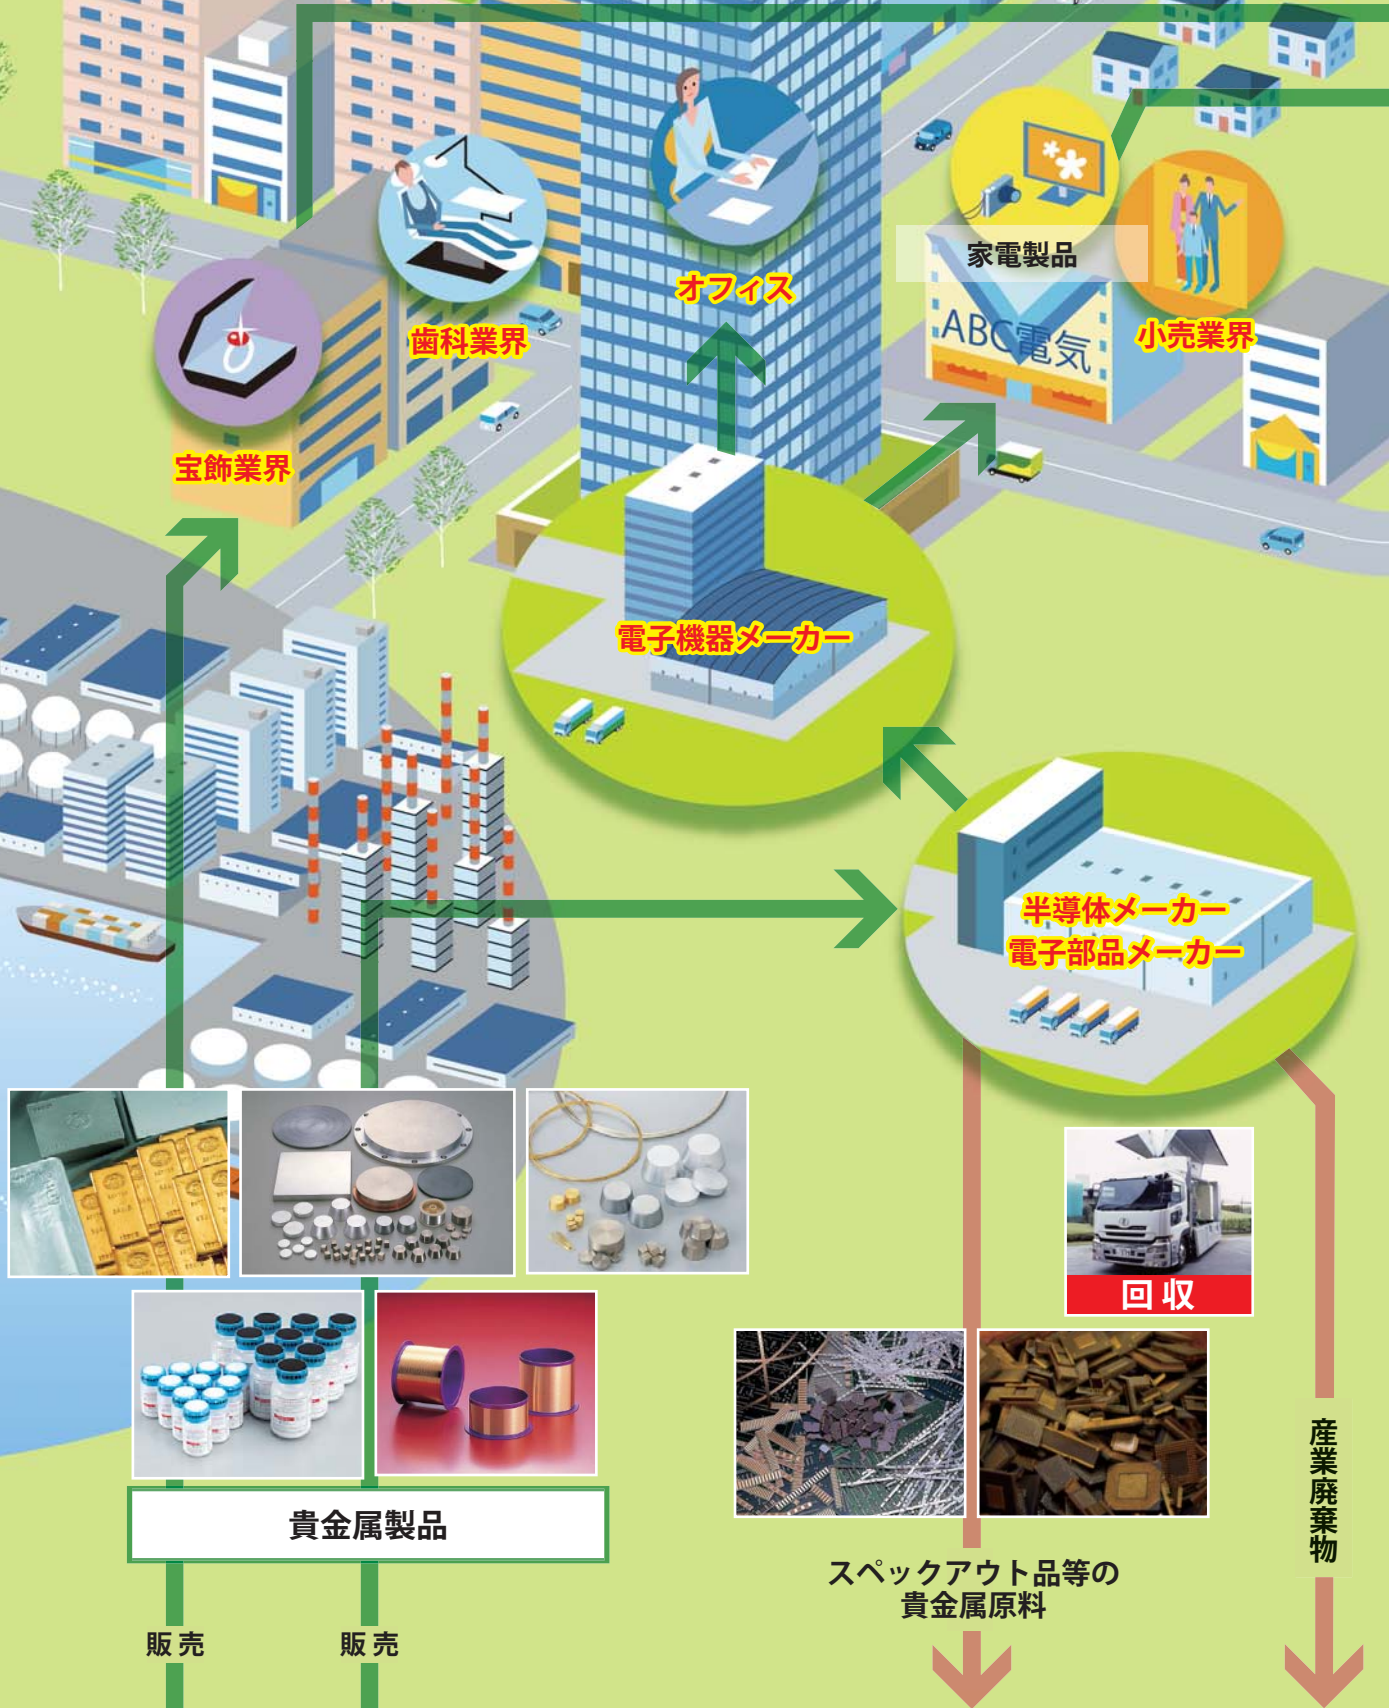 家電製品
オフィス
ABC電気
小売業界
歯科業界
宝飾業界
電子機器メーカー
半導体メーカー
電子部品メーカー
回収
産業廃棄物
貴金属製品
スペックアウト品等の
貴金属原料
販売
販売